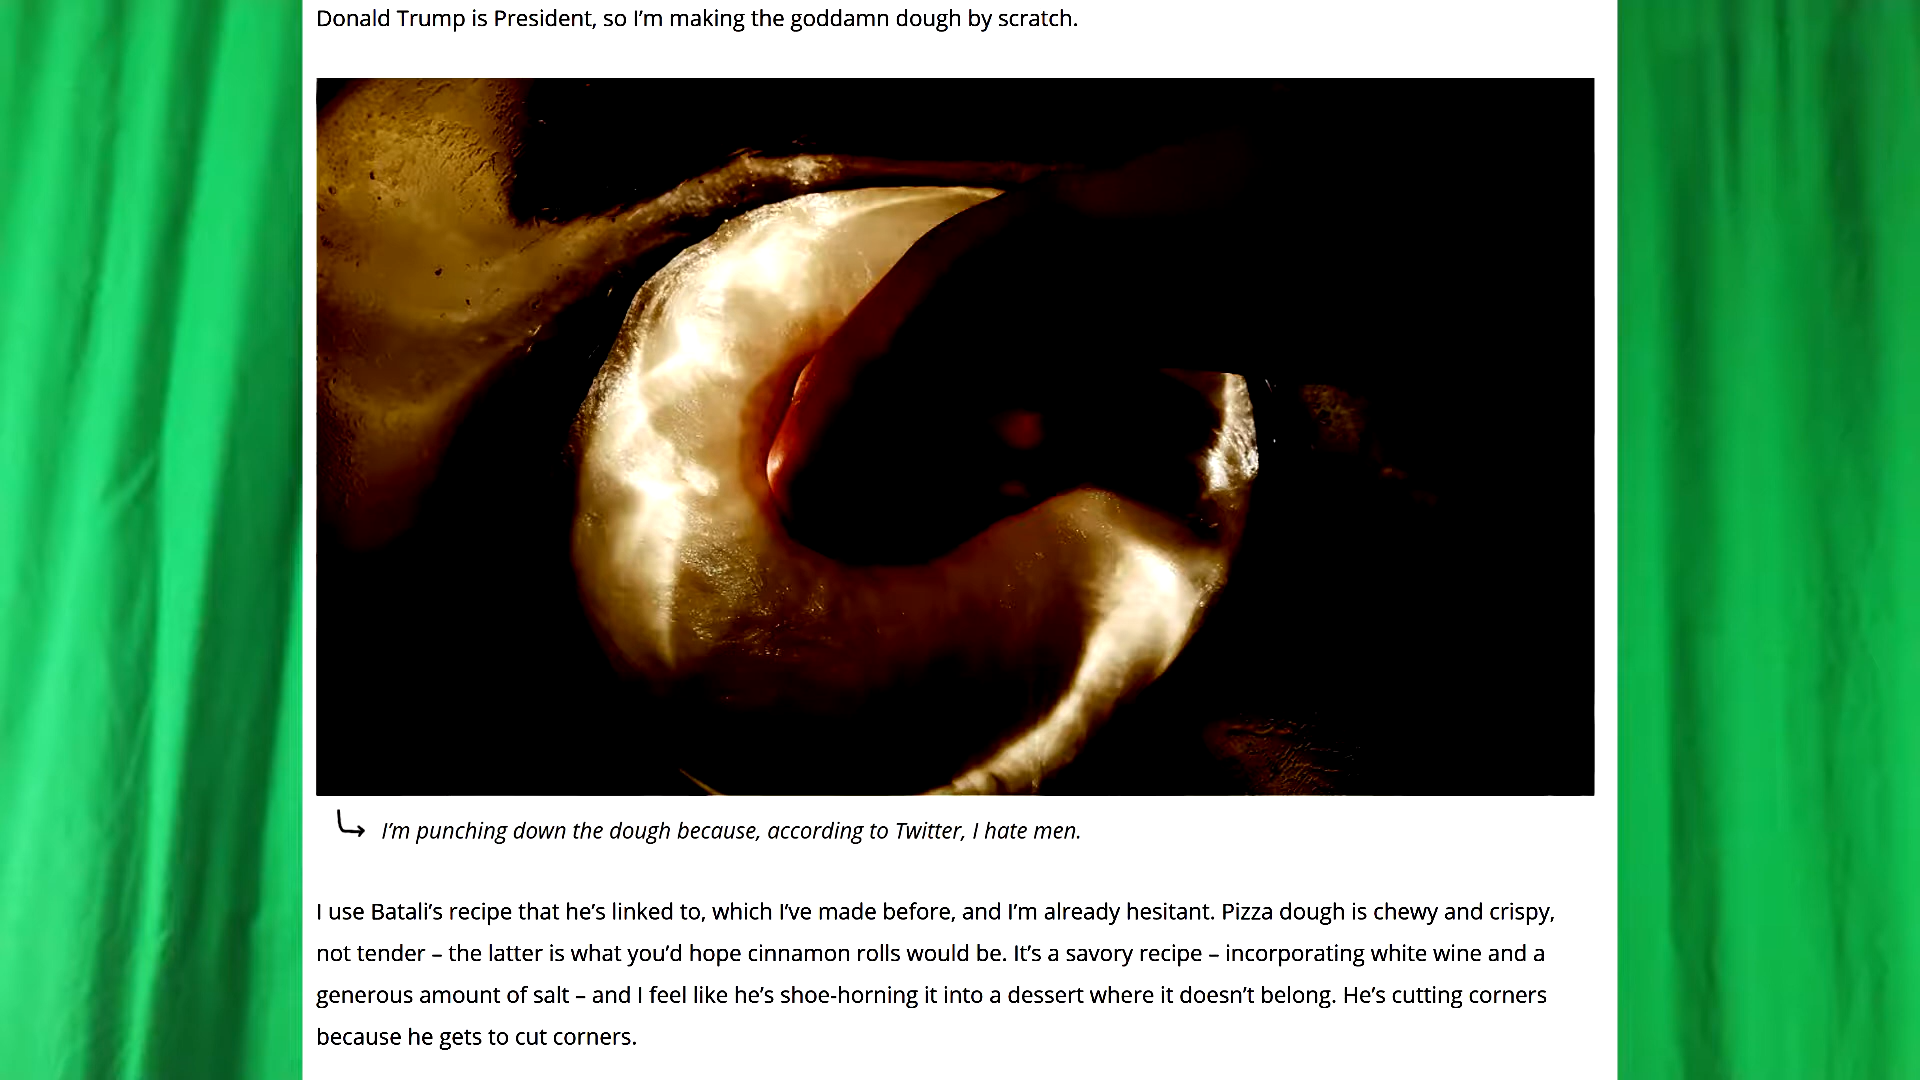 Donald Trump is President, so I’m making the goddamn dough by scratch.
I’m punching down the dough because, according to Twitter, I hate men.
I use Batali’s recipe that he’s linked to, which I’ve made before, and I’m already hesitant. Pizza dough is chewy and crispy,
not tender – the latter is what you’d hope cinnamon rolls would be. It’s a savory recipe – incorporating white wine and a
generous amount of salt – and I feel like he’s shoe-horning it into a dessert where it doesn’t belong. He’s cutting corners
because he gets to cut corners.